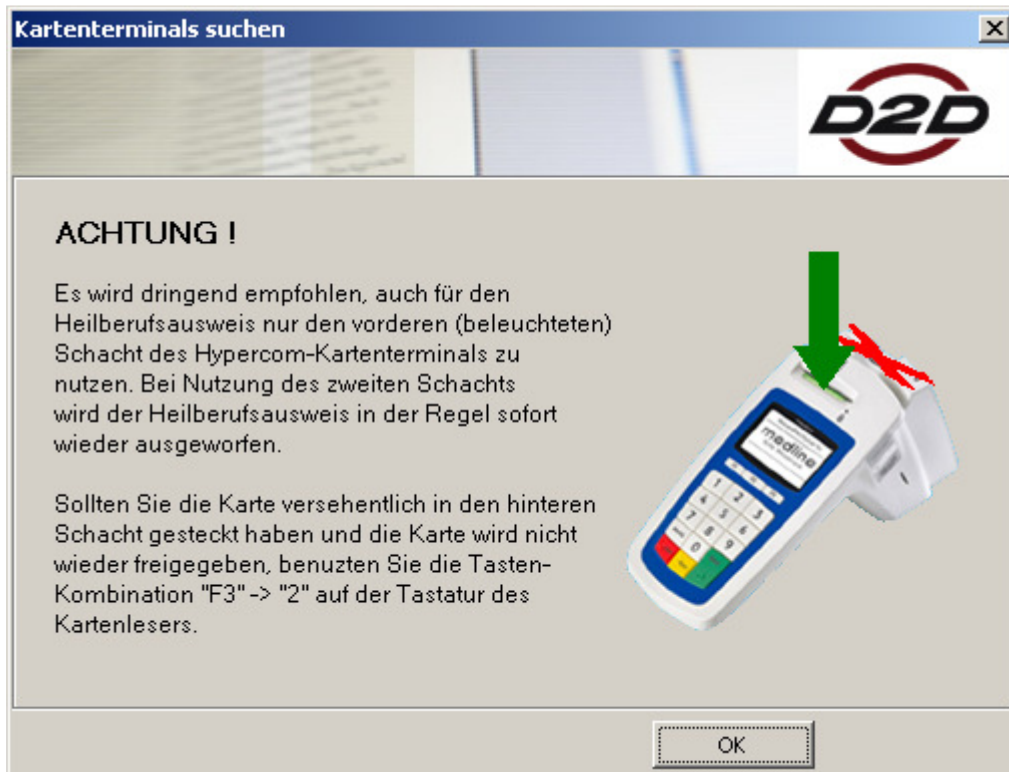 Kartenterminals suchen
D2D
ACHTUNG !
Es wird dringend empfohlen, auch für den
Heilberufsausweis nur den vorderen (beleuchteten)
Schacht des Hypercom-Kartenterminals zu
nutzen. Bei Nutzung des zweiten Schachts
wird der Heilberufsausweis in der Regel sofort
wieder ausgeworfen.
Sollten Sie die Karte versehentlich in den hinteren
Schacht gesteckt haben und die Karte wird nicht
wieder freigegeben, benuzten Sie die Tasten-
Kombination "F3" -> "2" auf der Tastatur des
Kartenlesers.
medline
1 2 3
4 5 6
7 8 9
0
OK